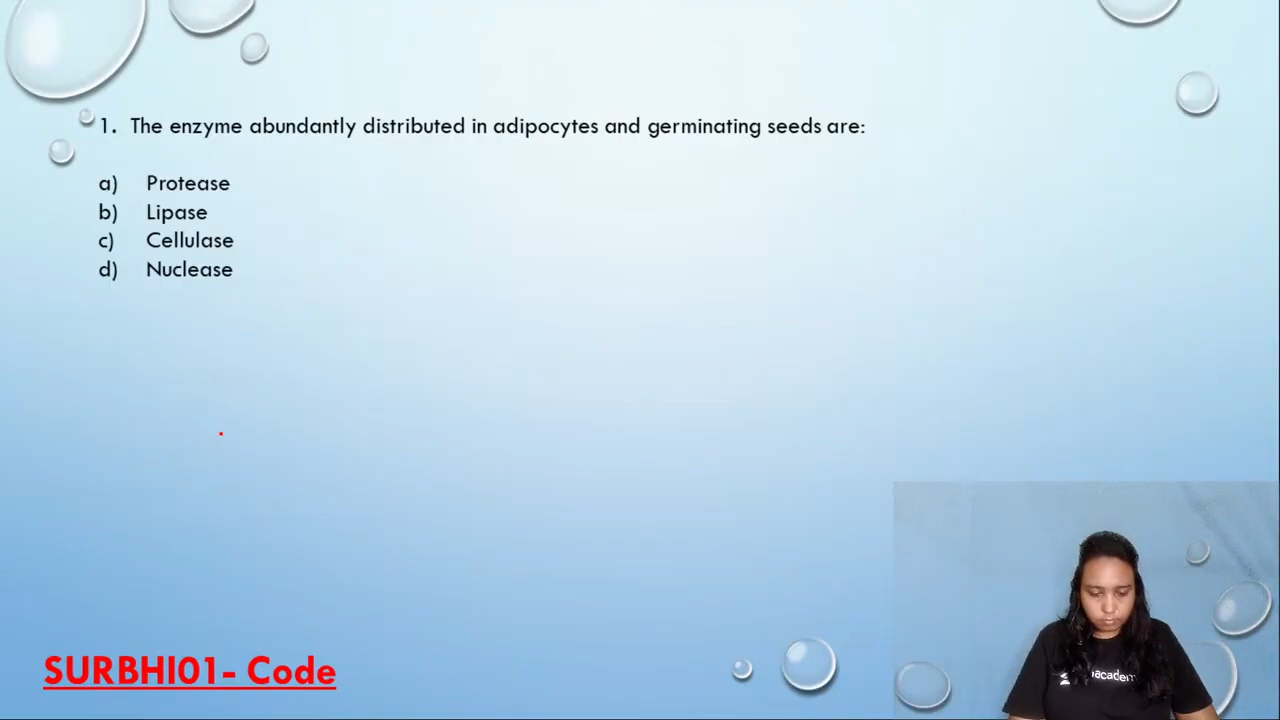 1. The enzyme abundantly distributed in adipocytes and germinating seeds are:
a) Protease
b) Lipase
c) Cellulase
d) Nuclease
SURBHI01- Code